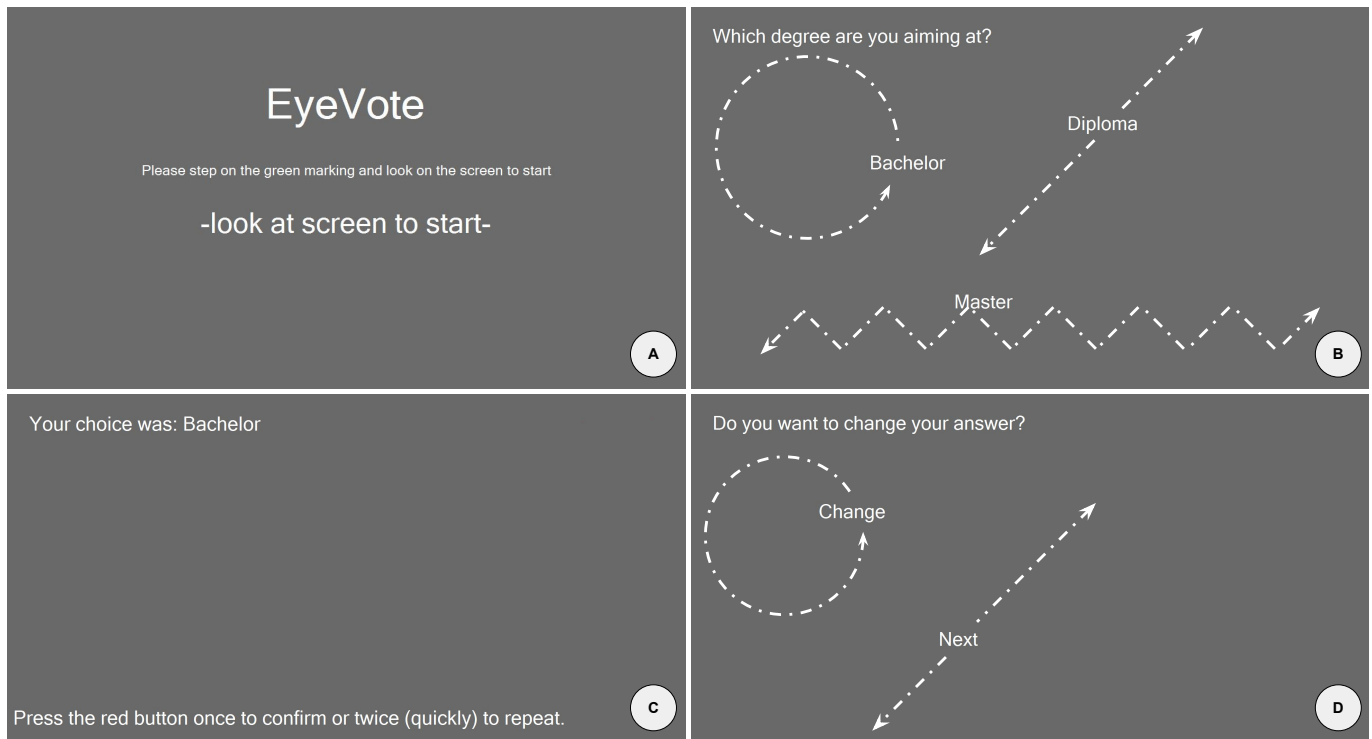 EyeVote
Please step on the green marking and look on the screen to start
-look at screen to start-
A
Which degree are you aiming at?
Diploma
Bachelor
Master
B
Your choice was: Bachelor
Press the red button once to confirm or twice (quickly) to repeat.
C
Do you want to change your answer?
Change
Next
D